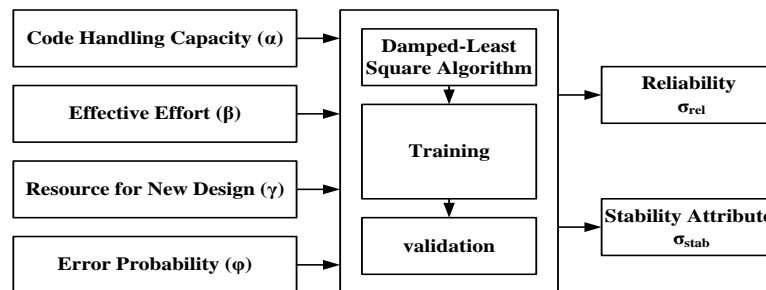 Code Handling Capacity (α)
Effective Effort (β)
Resource for New Design (γ)
Error Probability (φ)
Damped-Least
Square Algorithm
Training
validation
Reliability
σrel
Stability Attribute
σstab